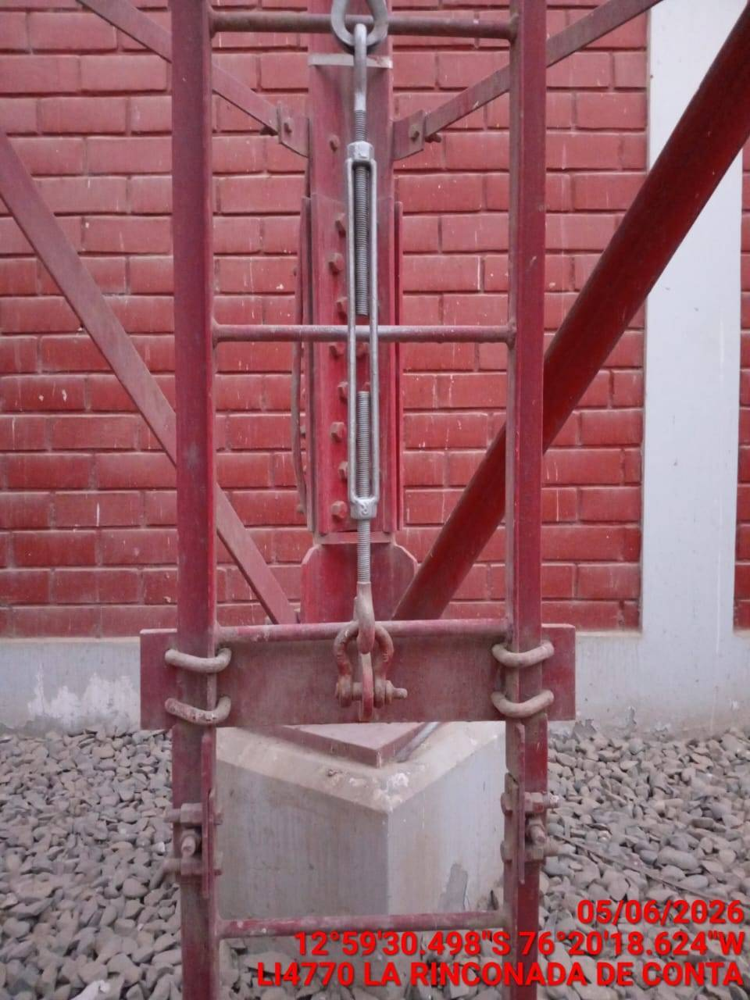 05/06/2026
12°59'30.498"S 76°20'18.624"W
LI4770 LA RINCONADA DE CONTA